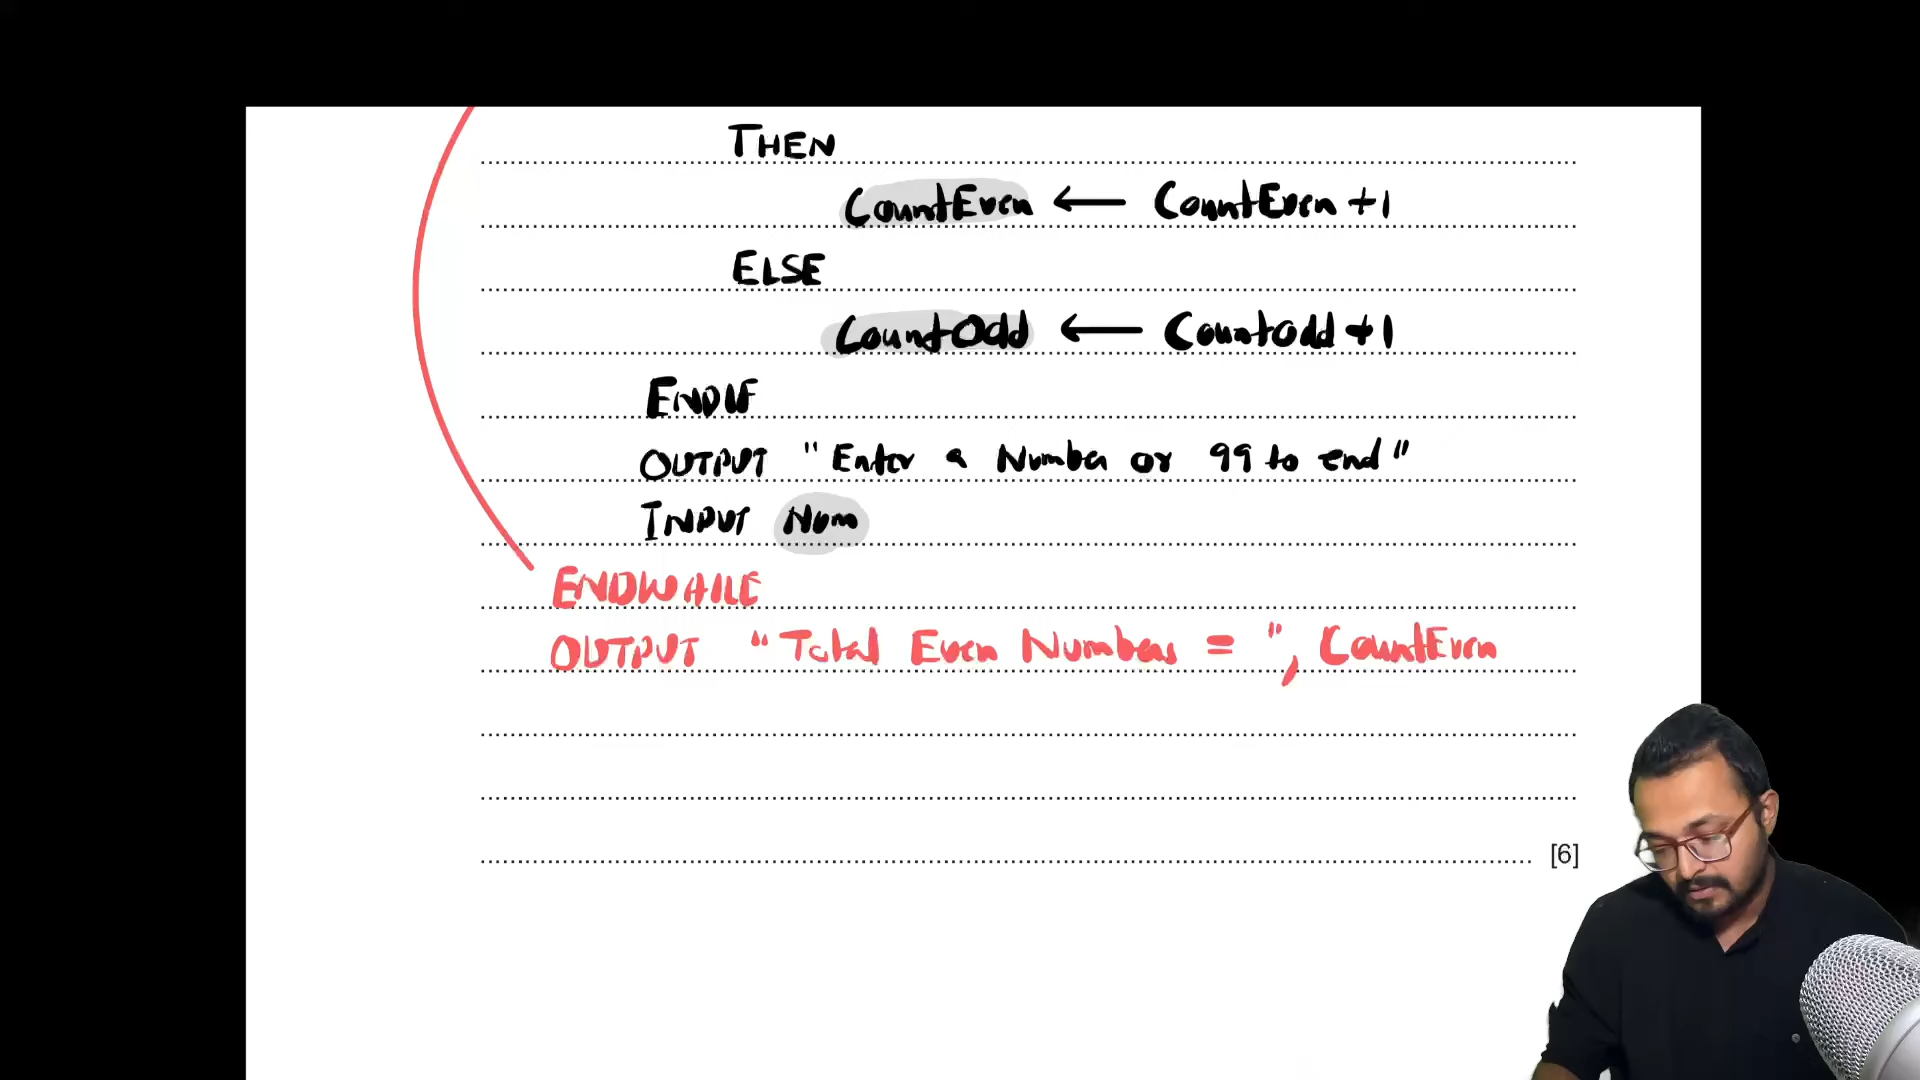 THEN
CountEven ← CountEven +1
ELSE
CountOdd ← CountOdd +1
ENDIF
OUTPUT "Enter a Number or 99 to end"
INPUT Num
ENDWHILE
OUTPUT "Total Even Numbers = ", CountEven
[6]